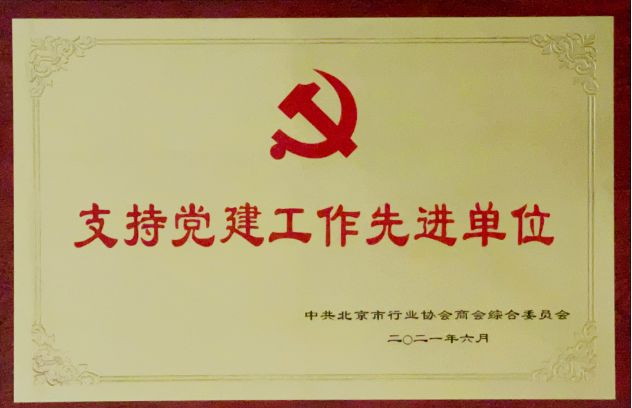 支持党建工作先进单位
中共北京市行业协会商会综合委员会
二〇二一年六月